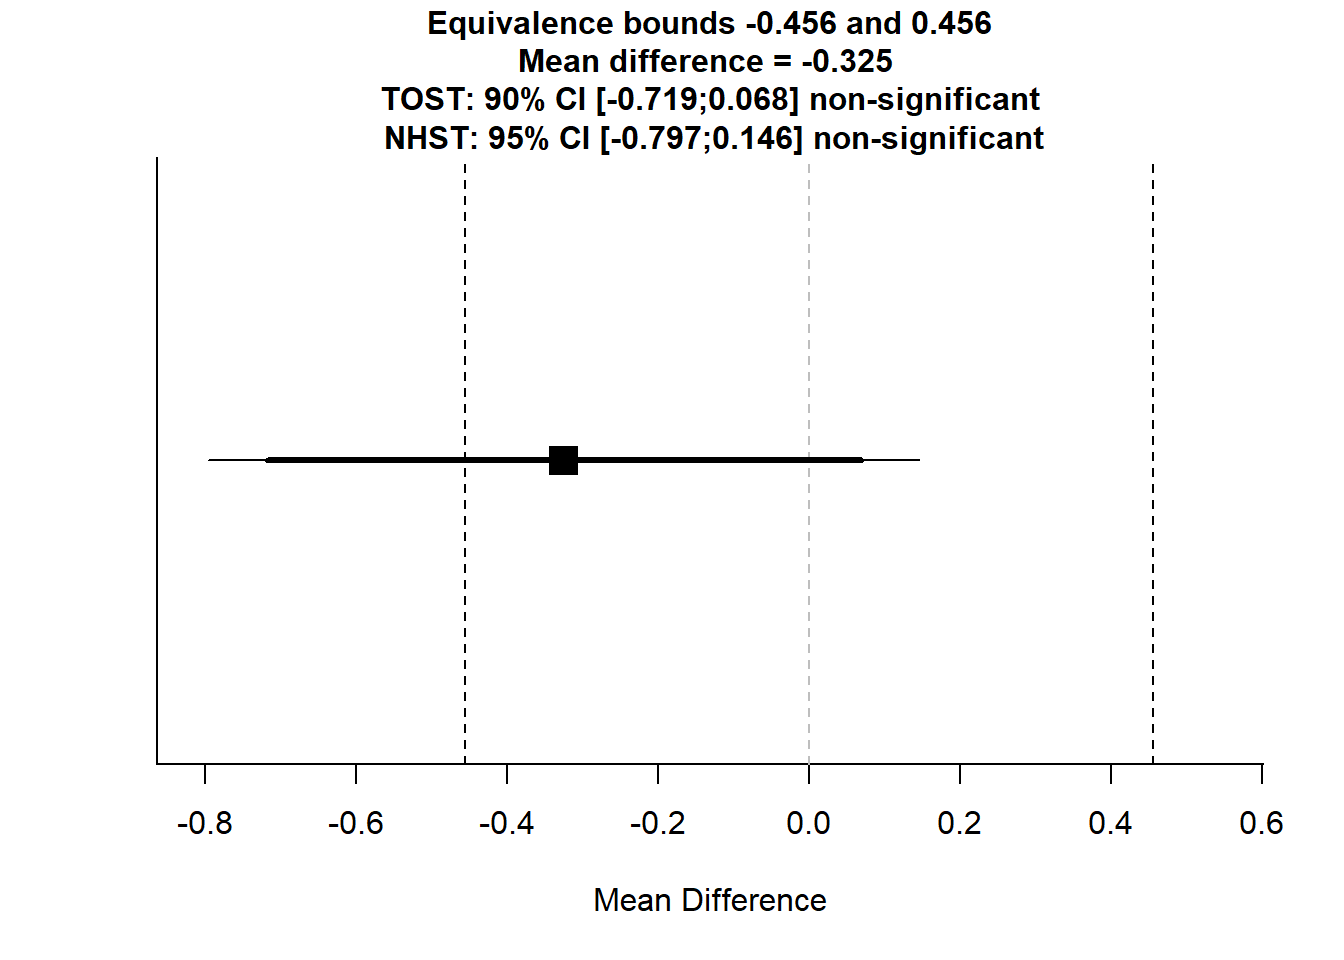 Equivalence bounds -0.456 and 0.456
Mean difference = -0.325
TOST: 90% CI [-0.719;0.068] non-significant
NHST: 95% CI [-0.797;0.146] non-significant
-0.8 -0.6 -0.4 -0.2 0.0 0.2 0.4 0.6
Mean Difference